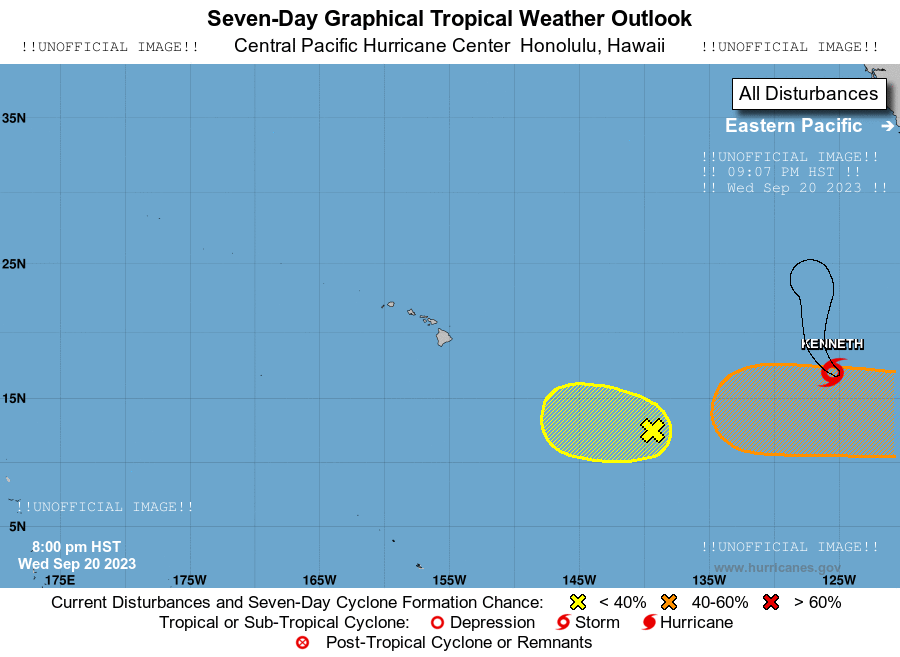 Seven-Day Graphical Tropical Weather Outlook
!!UNOFFICIAL IMAGE!! Central Pacific Hurricane Center Honolulu, Hawaii !!UNOFFICIAL IMAGE!!
All Disturbances
35N
Eastern Pacific →
!!UNOFFICIAL IMAGE!!
!! 09:07 PM HST !!
!! Wed Sep 20 2023 !!
25N
KENNETH
15N
!!UNOFFICIAL IMAGE!!
5N
8:00 pm HST
!!UNOFFICIAL IMAGE!!
Wed Sep 20 2023
www.hurricanes.gov
175E 175W 165W 155W 145W 135W 125W
Current Disturbances and Seven-Day Cyclone Formation Chance: < 40% 40-60% > 60%
Tropical or Sub-Tropical Cyclone: Depression Storm Hurricane
Post-Tropical Cyclone or Remnants